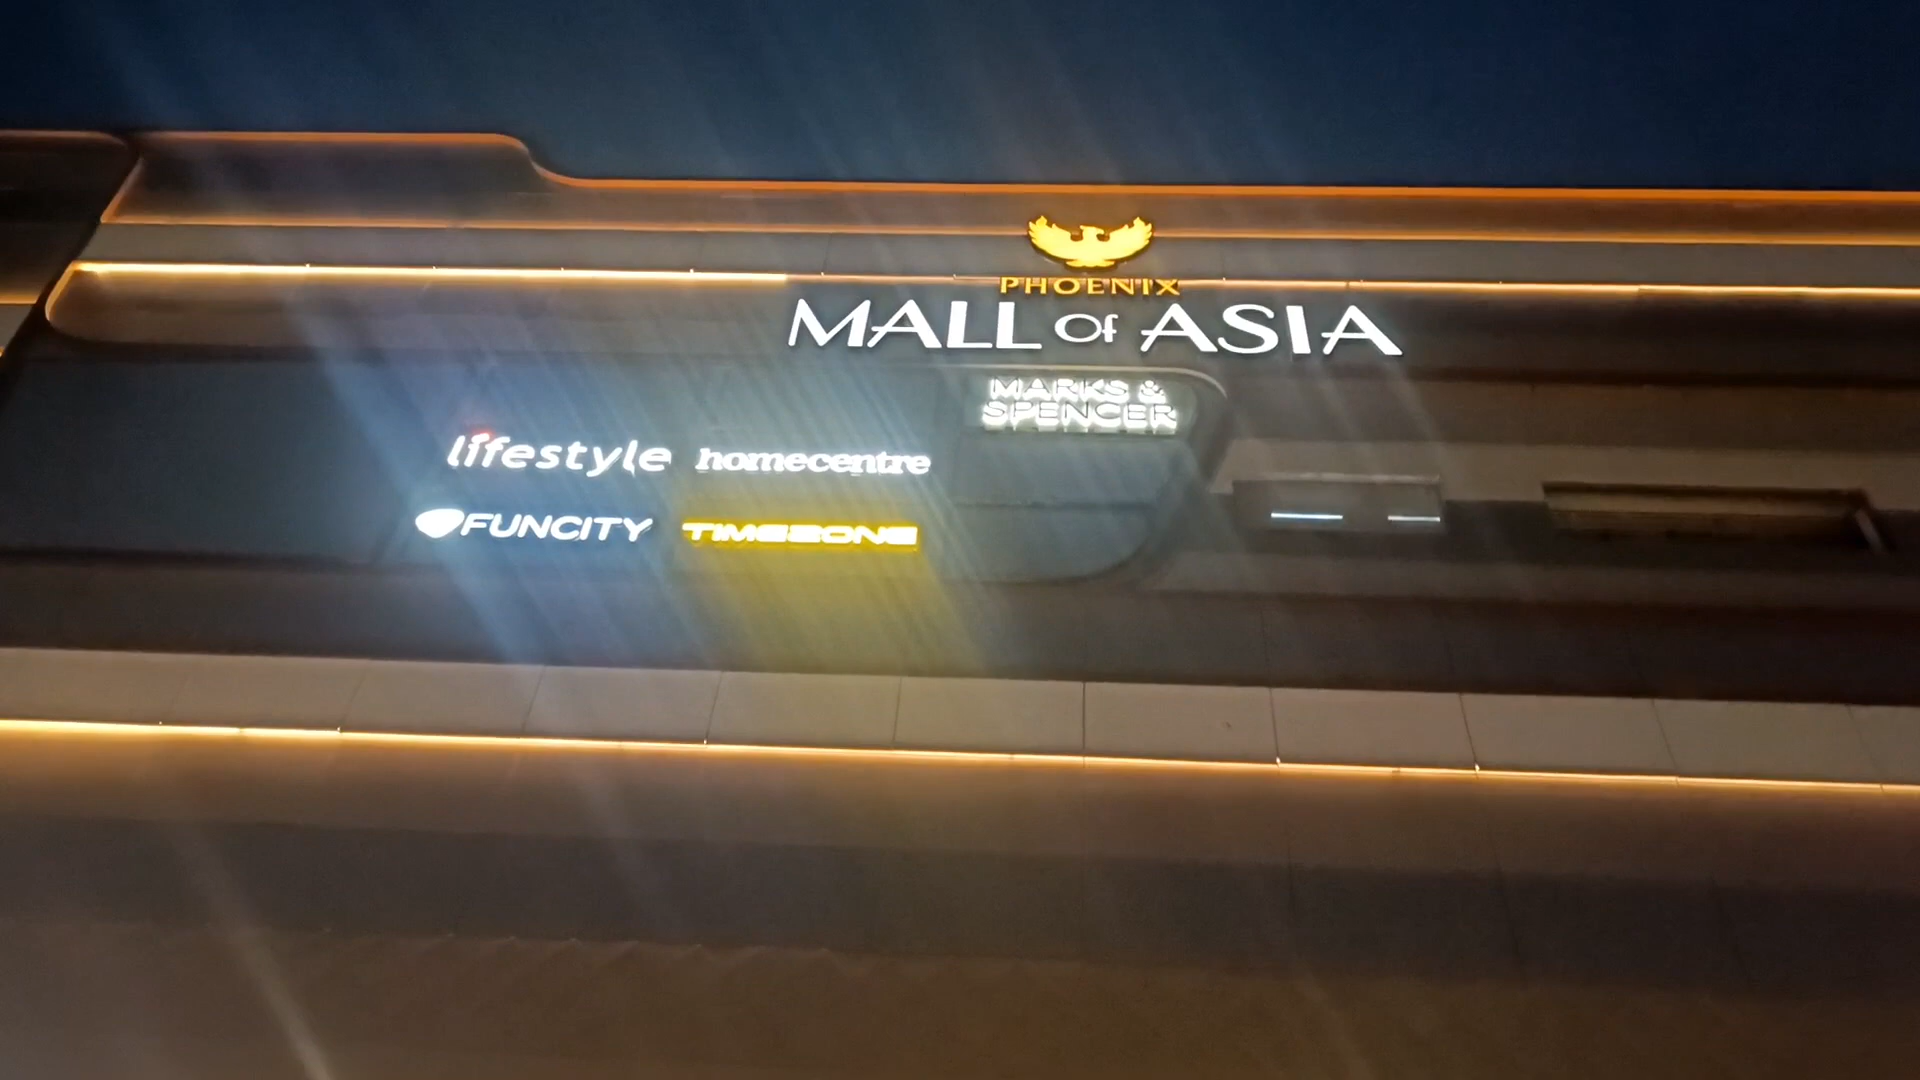 PHOENIX
MALL OF ASIA
MARKS &
SPENCER
lifestyle homecentre
FUNCITY TIMEZONE